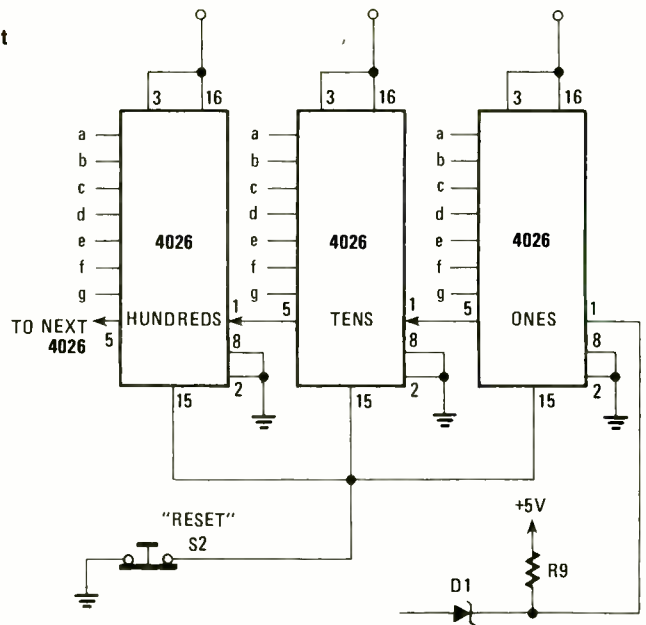 t
3 16 3 16 3 16
a a a
b b b
c c c
d d d
e 4026 e 4026 e 4026
f f f
g g g
TO NEXT 4026
5 HUNDREDS 1 5 TENS 1 5 ONES 1
8 8 8
2 2 2
15 15 15
"RESET"
S2
+5V
R9
D1